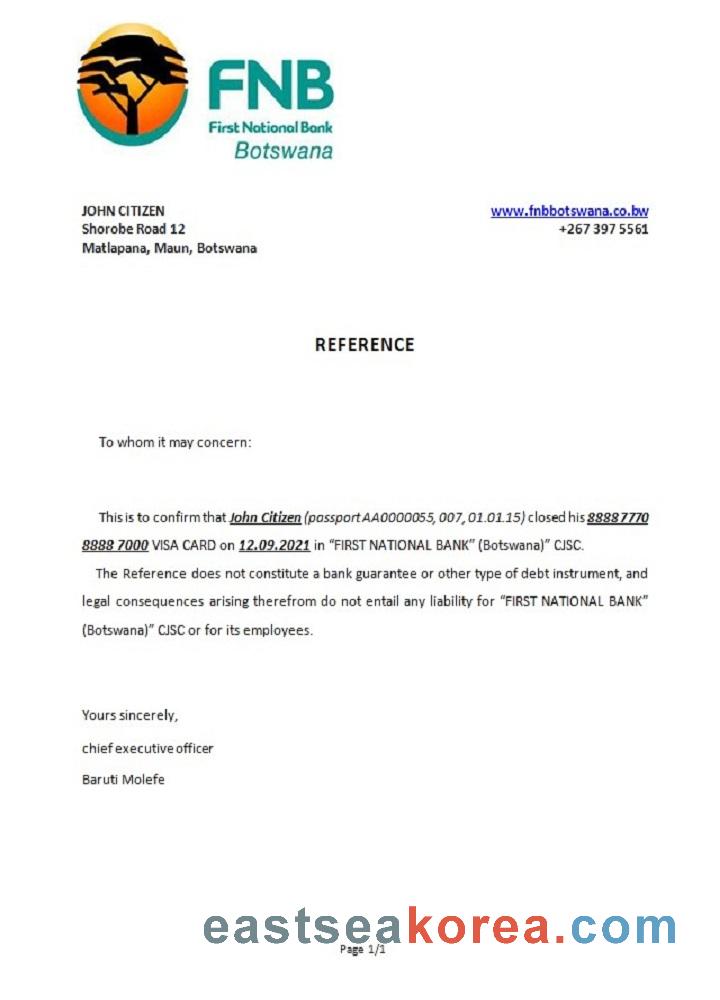 FNB
First National Bank
Botswana
JOHN CITIZEN
Shorobe Road 12
Matlapana, Maun, Botswana
www.fnbbotswana.co.bw
+267 397 5561
REFERENCE
To whom it may concern:
This is to confirm that John Citizen (passport AA0000055, 007, 01.01.15) closed his 8888 7770
8888 7000 VISA CARD on 12.09.2021 in "FIRST NATIONAL BANK" (Botswana)" CJSC.
The Reference does not constitute a bank guarantee or other type of debt instrument, and
legal consequences arising therefrom do not entail any liability for "FIRST NATIONAL BANK"
(Botswana)" CJSC or for its employees.
Yours sincerely,
chief executive officer
Baruti Molefe
eastseakorea.com
Page 1/1